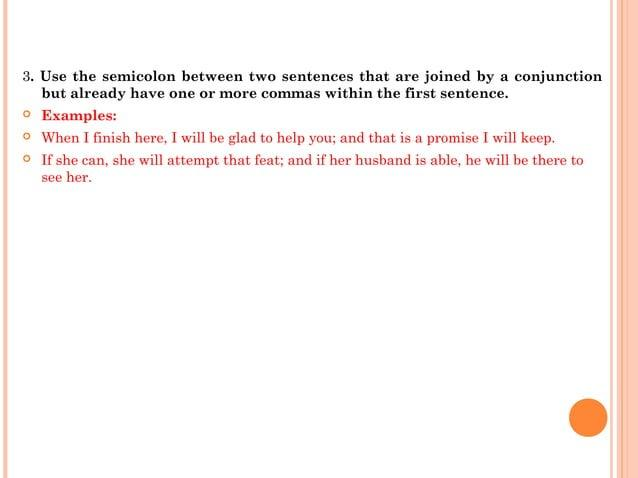 3. Use the semicolon between two sentences that are joined by a conjunction
but already have one or more commas within the first sentence.
Examples:
When I finish here, I will be glad to help you; and that is a promise I will keep.
If she can, she will attempt that feat; and if her husband is able, he will be there to
see her.